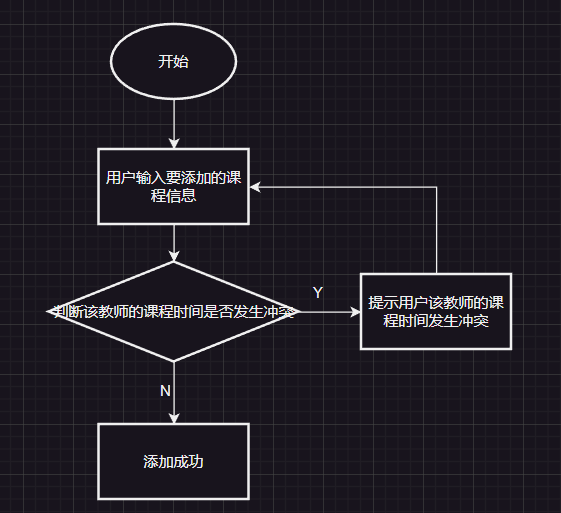 开始
用户输入要添加的课
程信息
判断该教师的课程时间是否发生冲突
Y
提示用户该教师的课
程时间发生冲突
N
添加成功